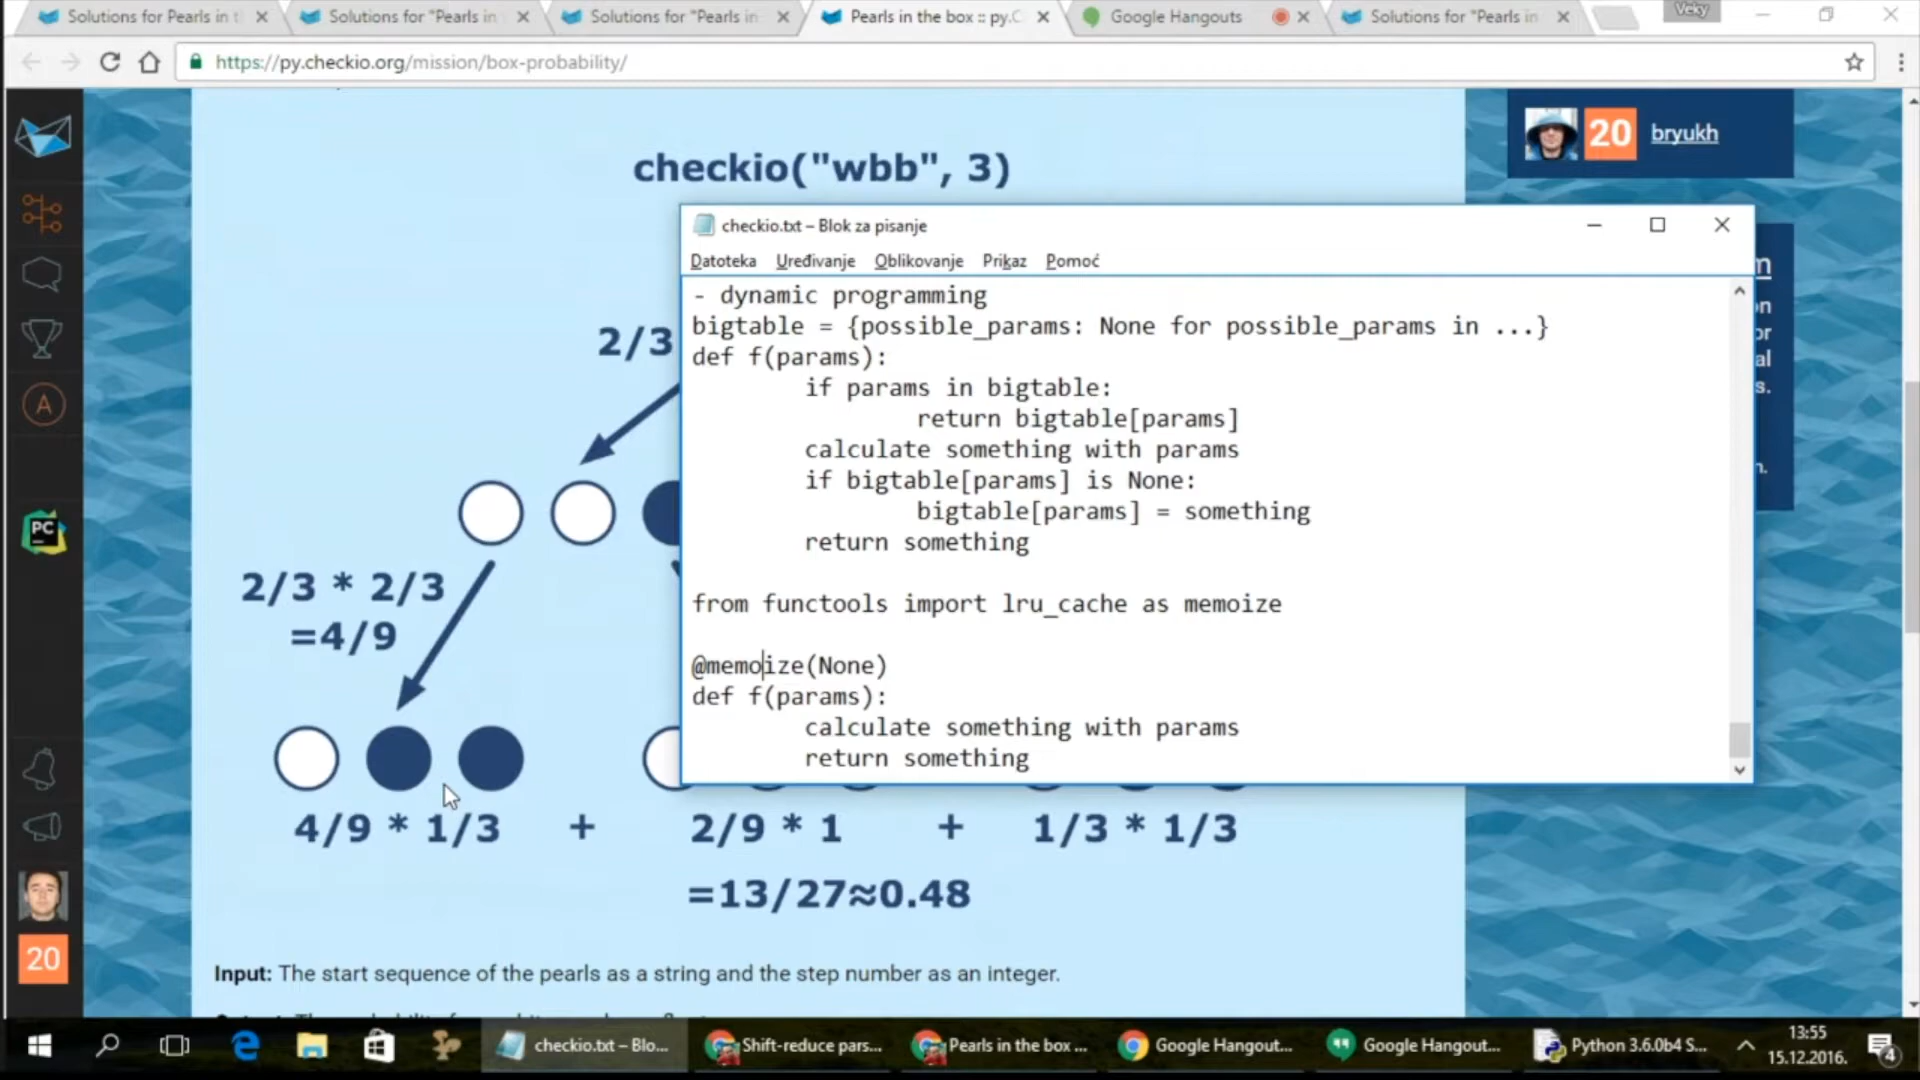 Solutions for Pearls in t
Solutions for "Pearls in
Solutions for "Pearls in
Pearls in the box :: py.C
Google Hangouts
Solutions for "Pearls in
Veky
https://py.checkio.org/mission/box-probability/
20
bryukh
checkio("wbb", 3)
checkio.txt – Blok za pisanje
Datoteka Uređivanje Oblikovanje Prikaz Pomoć
- dynamic programming
bigtable = {possible_params: None for possible_params in ...}
def f(params):
if params in bigtable:
return bigtable[params]
calculate something with params
if bigtable[params] is None:
bigtable[params] = something
return something
from functools import lru_cache as memoize
@memoize(None)
def f(params):
calculate something with params
return something
2/3
2/3 * 2/3
=4/9
4/9 * 1/3 + 2/9 * 1 + 1/3 * 1/3
=13/27≈0.48
Input: The start sequence of the pearls as a string and the step number as an integer.
A
PC
20
checkio.txt – Blo...
Shift-reduce pars...
Pearls in the box ...
Google Hangout...
Google Hangout...
Python 3.6.0b4 S...
13:55
15.12.2016.
4